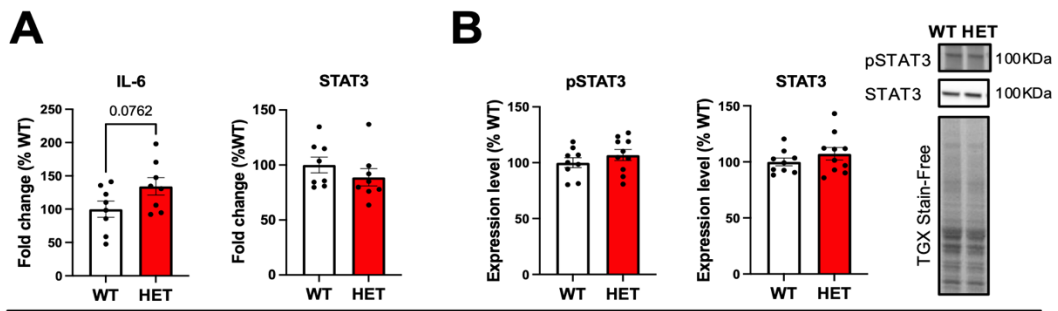 A
IL-6
0.0762
Fold change (% WT)
250
200
150
100
50
0
WT HET
STAT3
Fold change (%WT)
150
100
50
0
WT HET
B
pSTAT3
Expression level (% WT)
150
100
50
0
WT HET
STAT3
Expression level (% WT)
150
100
50
0
WT HET
WT HET
pSTAT3 100KDa
STAT3 100KDa
TGX Stain-Free